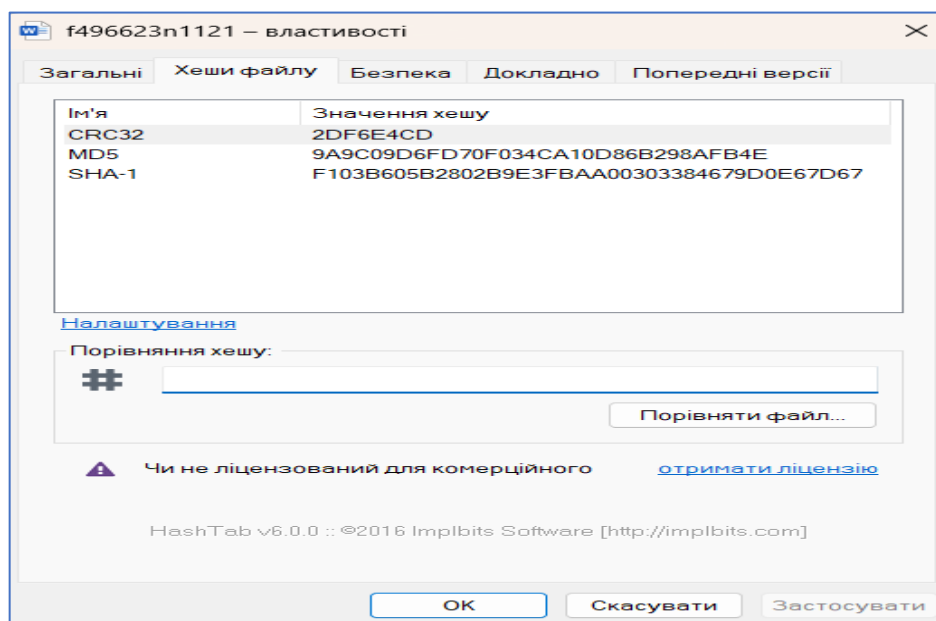 f496623n1121 – властивості
Загальні Хеши файлу Безпека Докладно Попередні версії
Ім'я Значення хешу
CRC32 2DF6E4CD
MD5 9A9C09D6FD70F034CA10D86B298AFB4E
SHA-1 F103B605B2802B9E3FBAA00303384679D0E67D67
Налаштування
Порівняння хешу:
Порівняти файл...
Чи не ліцензований для комерційного отримати ліцензію
HashTab v6.0.0 :: ©2016 Implbits Software [http://implbits.com]
OK Скасувати Застосувати